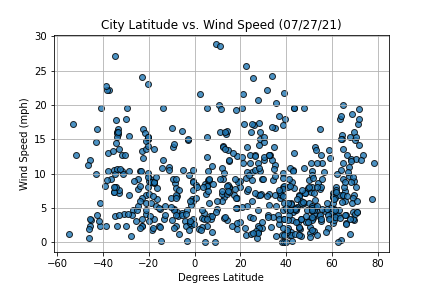 City Latitude vs. Wind Speed (07/27/21)
30
25
20
15
10
5
0
Wind Speed (mph)
−60 −40 −20 0 20 40 60 80
Degrees Latitude